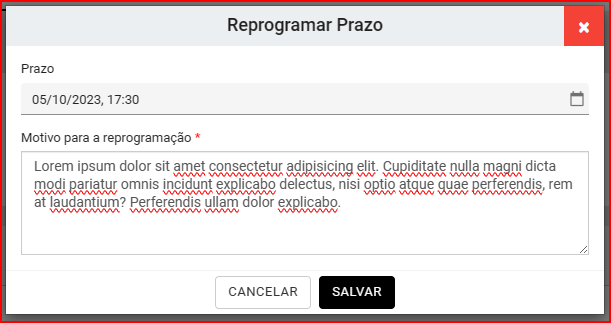 Reprogramar Prazo
Prazo
05/10/2023, 17:30
Motivo para a reprogramação *
Lorem ipsum dolor sit amet consectetur adipisicing elit. Cupiditate nulla magni dicta
modi pariatur omnis incidunt explicabo delectus, nisi optio atque quae perferendis, rem
at laudantium? Perferendis ullam dolor explicabo.
CANCELAR
SALVAR